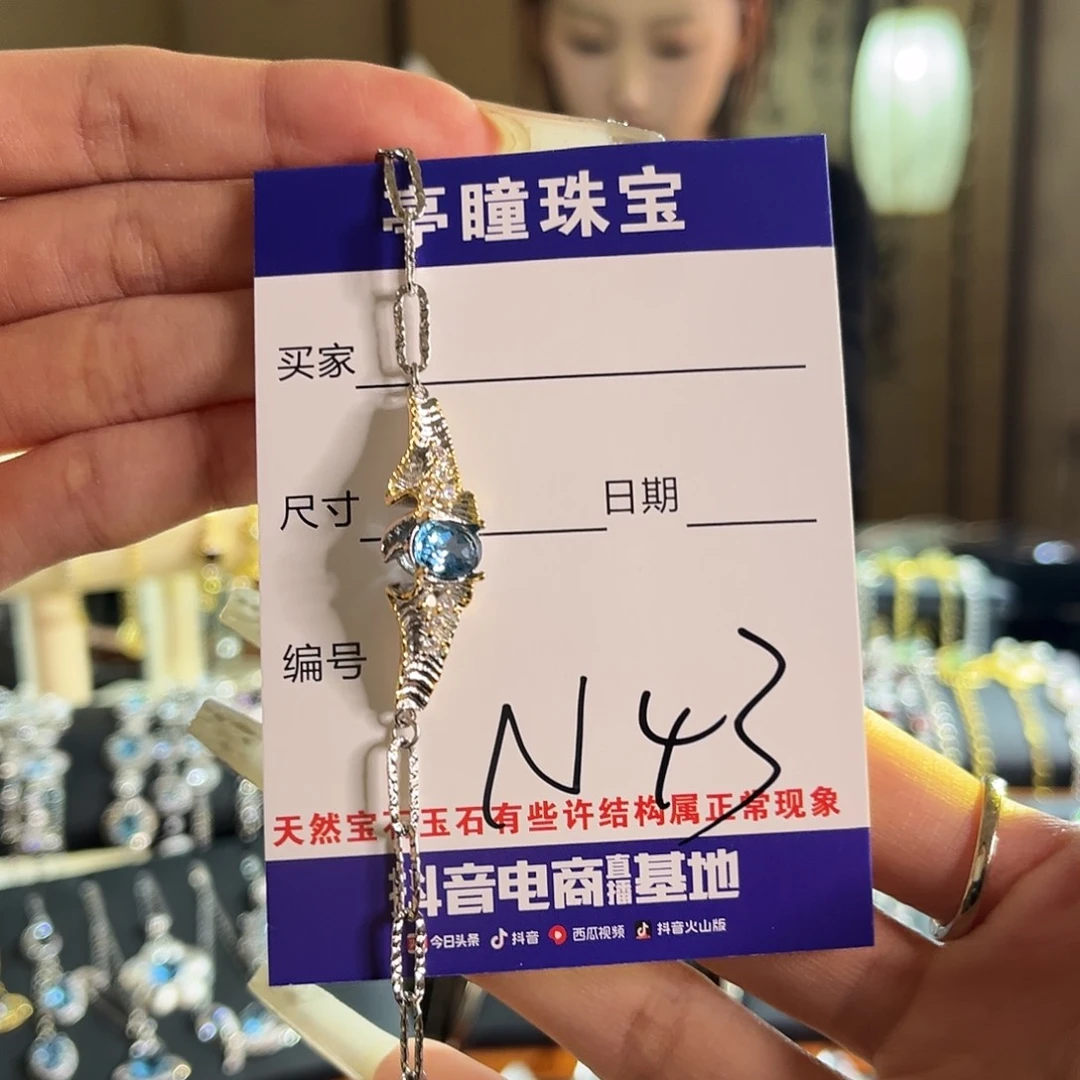 亭瞳珠宝
买家
尺寸 日期
编号
N43
天然宝石玉石有些许结构属正常现象
抖音电商直播基地
今日头条 抖音 西瓜视频 抖音火山版